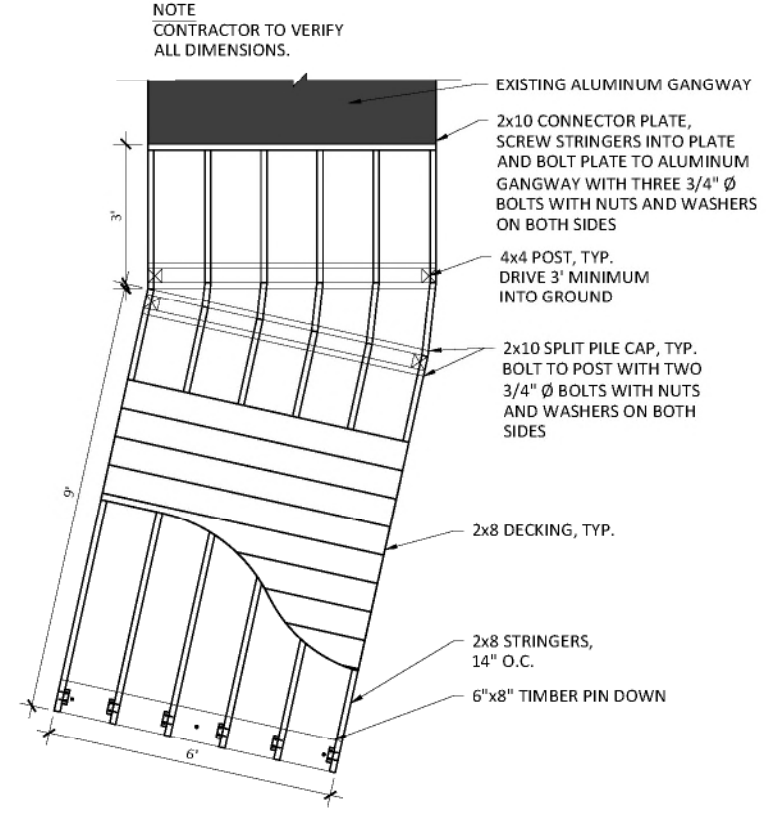 NOTE
CONTRACTOR TO VERIFY
ALL DIMENSIONS.
EXISTING ALUMINUM GANGWAY
2x10 CONNECTOR PLATE,
SCREW STRINGERS INTO PLATE
AND BOLT PLATE TO ALUMINUM
GANGWAY WITH THREE 3/4" Ø
BOLTS WITH NUTS AND WASHERS
ON BOTH SIDES
3'
4x4 POST, TYP.
DRIVE 3' MINIMUM
INTO GROUND
2x10 SPLIT PILE CAP, TYP.
BOLT TO POST WITH TWO
3/4" Ø BOLTS WITH NUTS
AND WASHERS ON BOTH
SIDES
9'
2x8 DECKING, TYP.
2x8 STRINGERS,
14" O.C.
6"x8" TIMBER PIN DOWN
6'